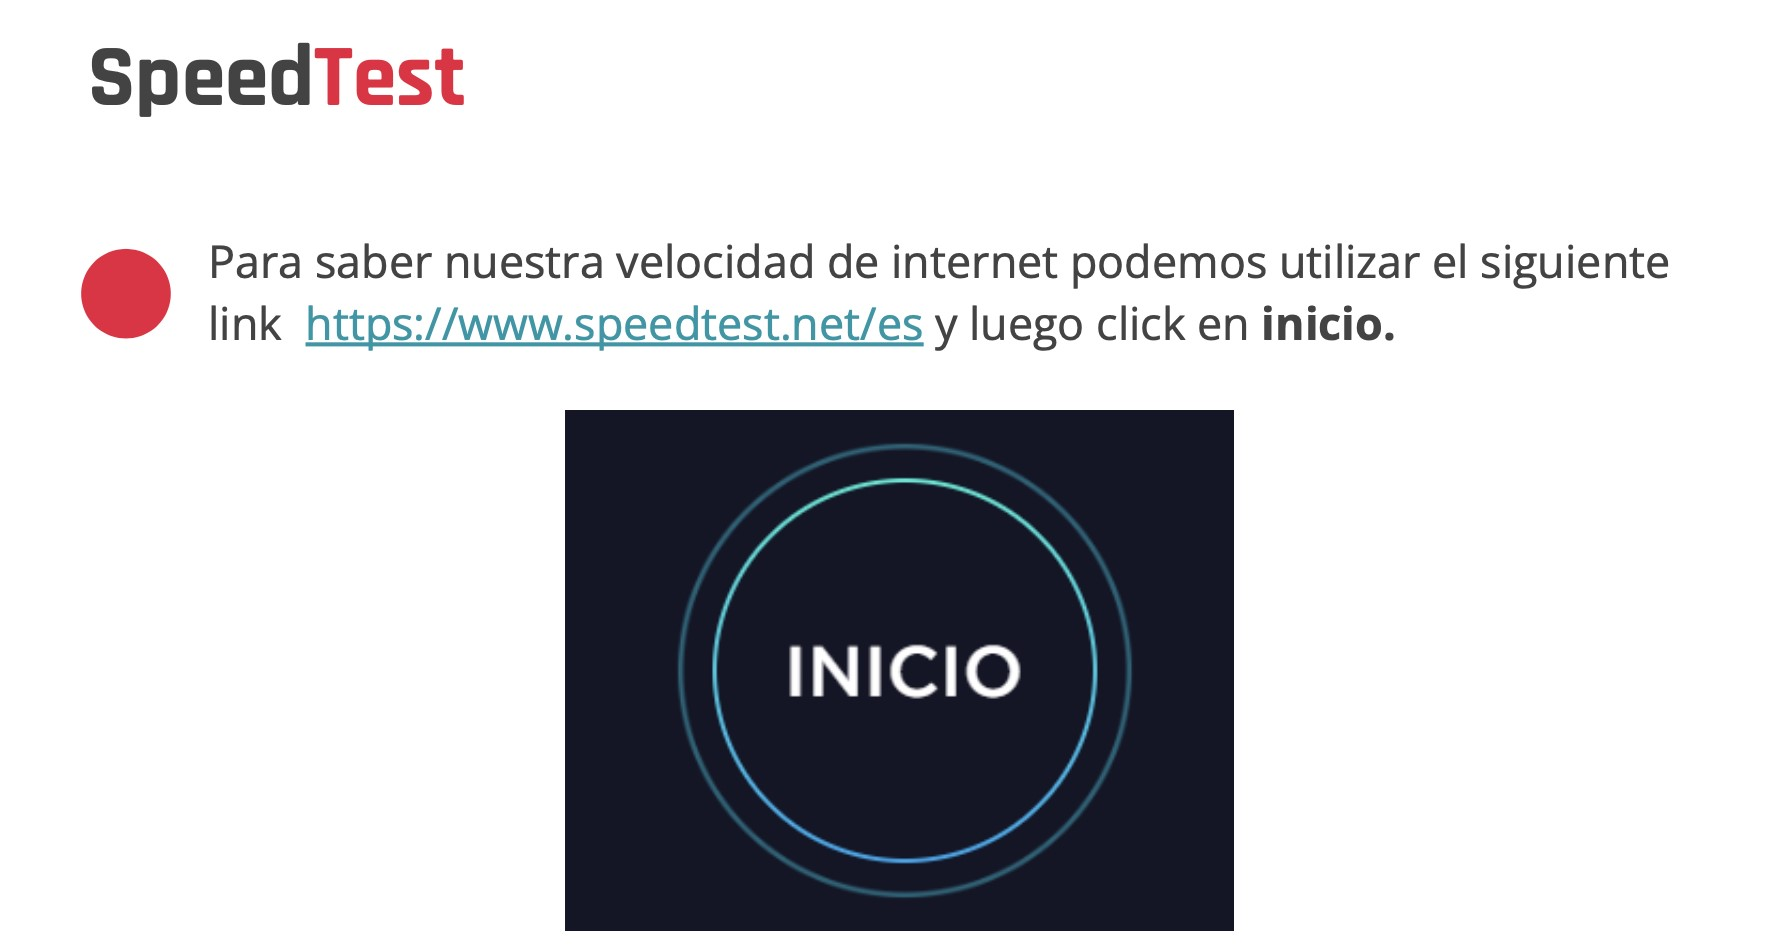 SpeedTest
Para saber nuestra velocidad de internet podemos utilizar el siguiente
link https://www.speedtest.net/es y luego click en inicio.
INICIO